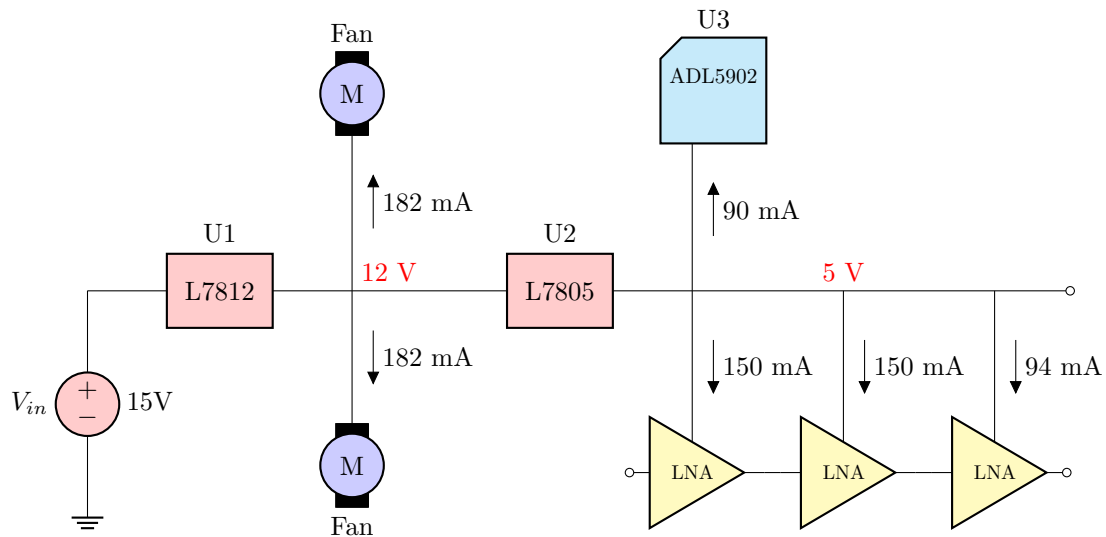 Fan
M
U3
ADL5902
182 mA
90 mA
U1
L7812
12 V
U2
L7805
5 V
182 mA
150 mA
150 mA
94 mA
V_in
+
−
15V
M
Fan
LNA
LNA
LNA